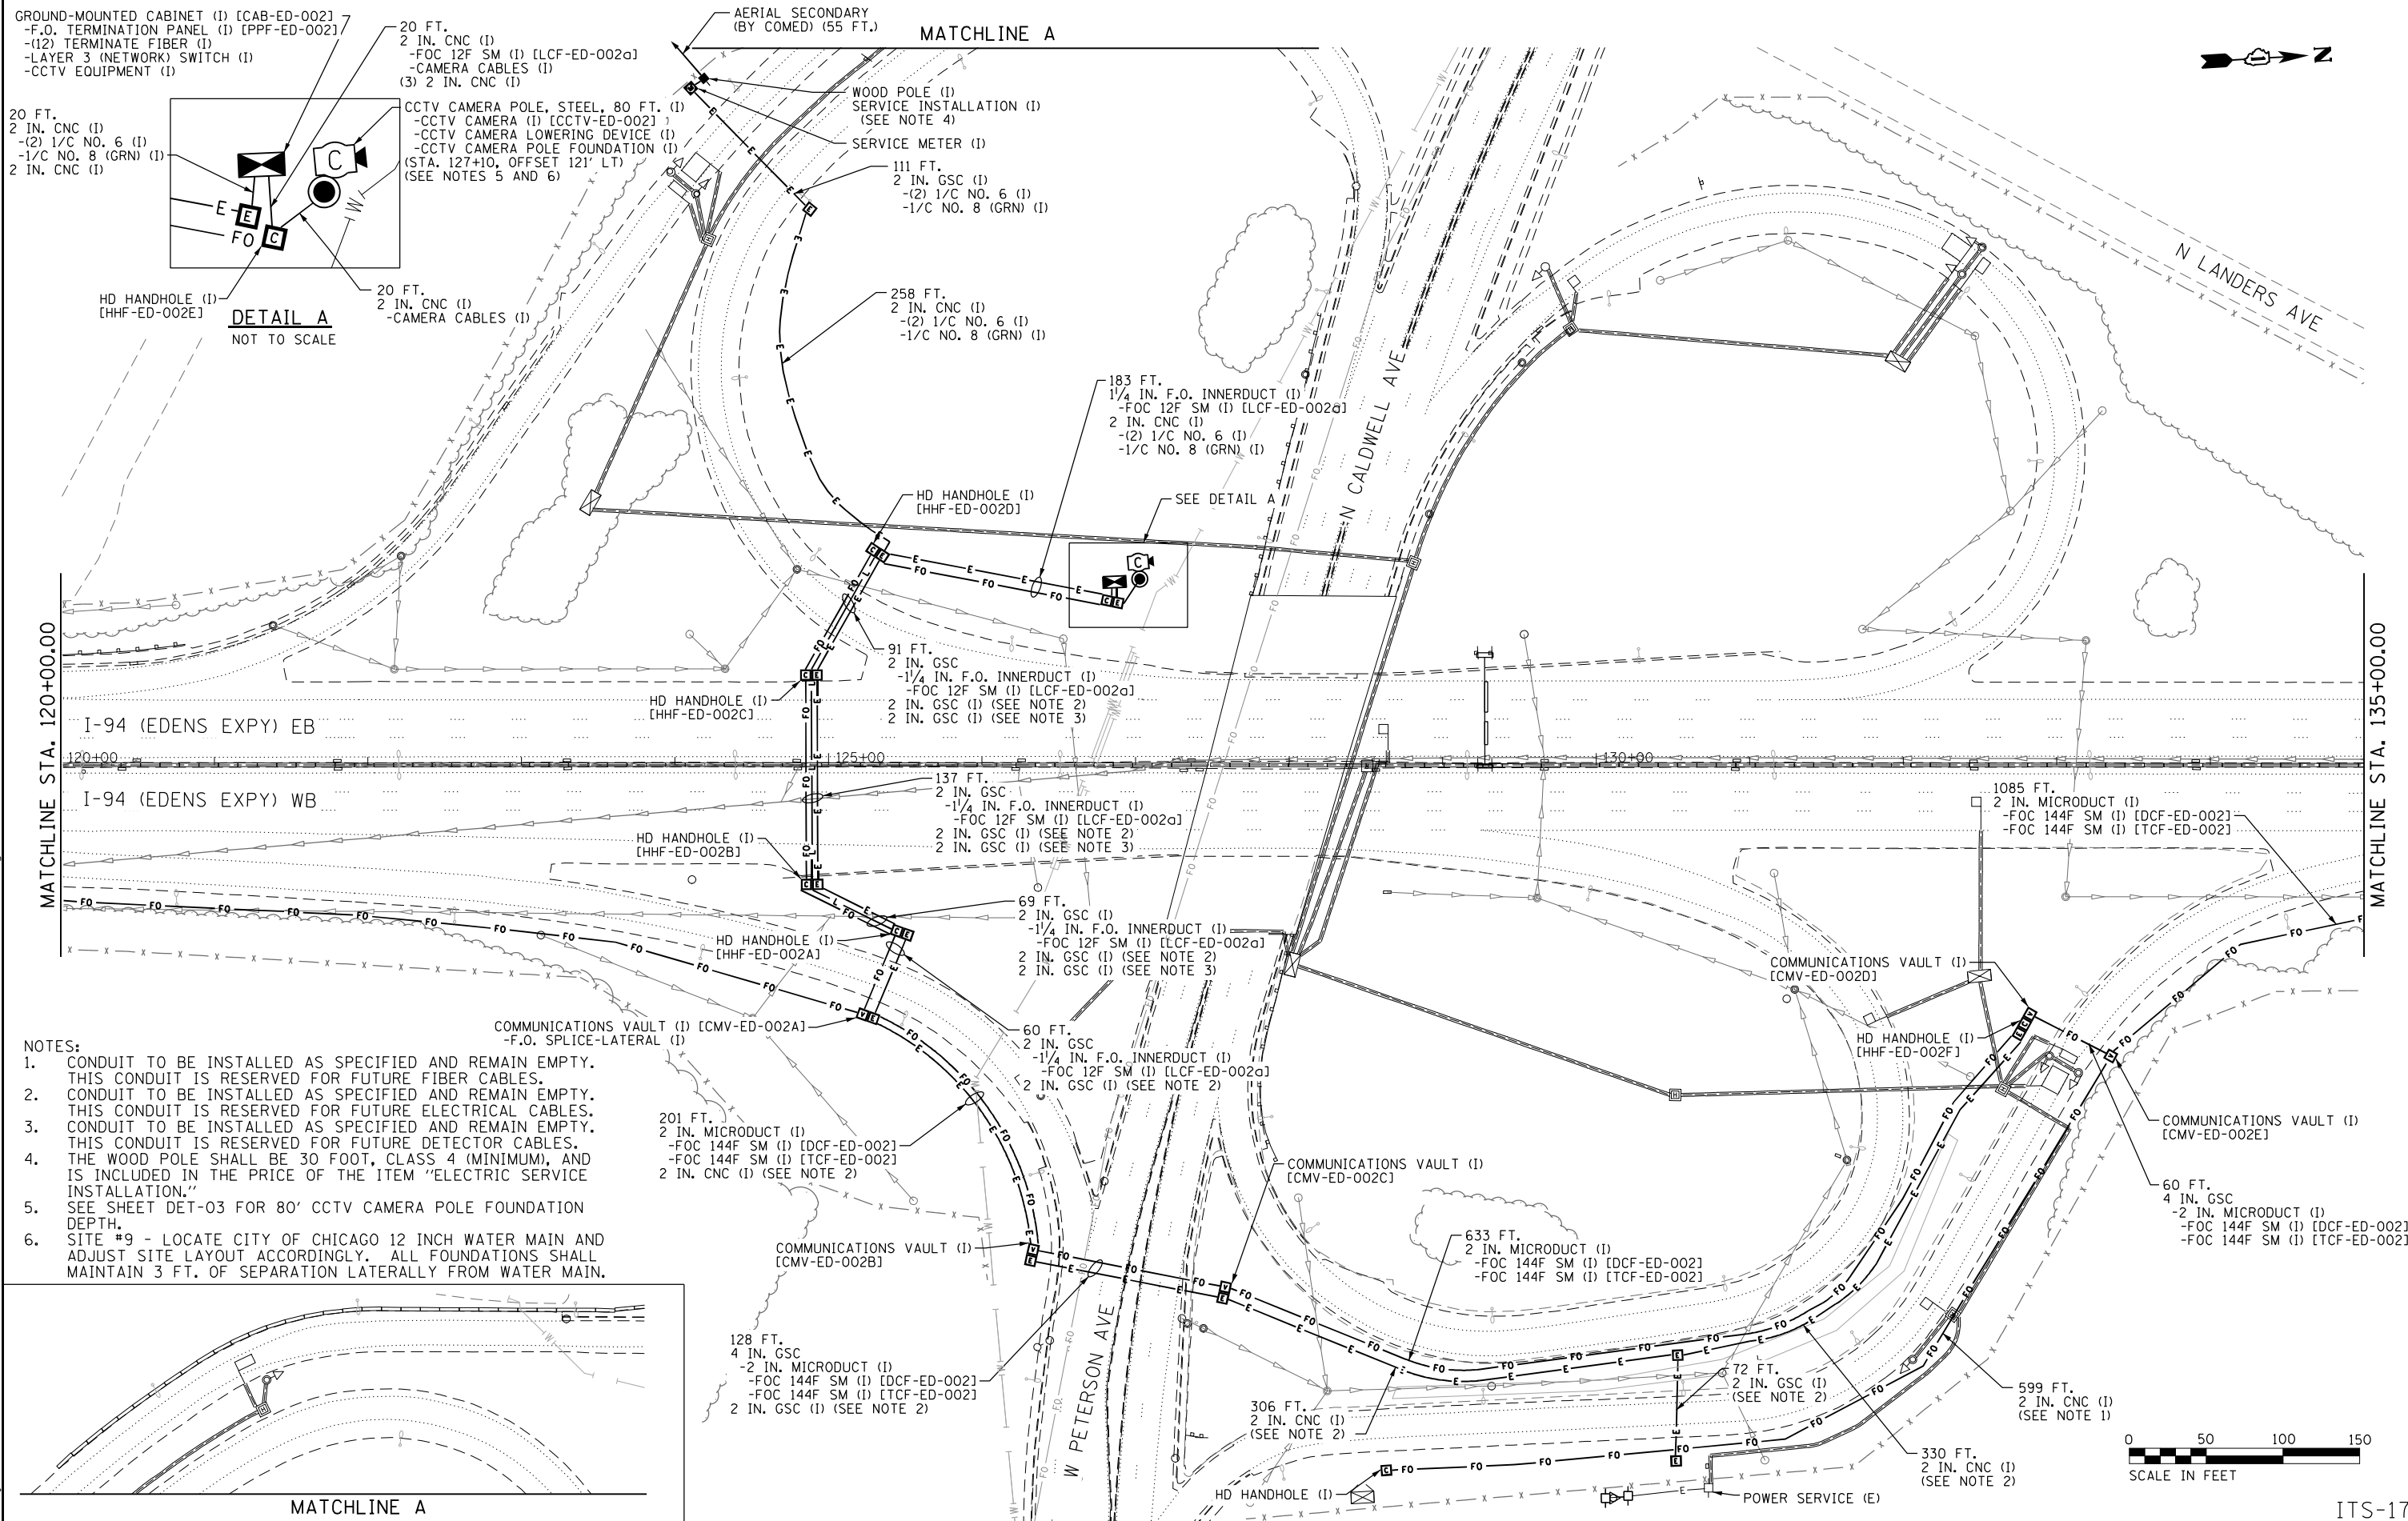 GROUND-MOUNTED CABINET (I) [CAB-ED-002]
-F.O. TERMINATION PANEL (I) [PPF-ED-002]
-(12) TERMINATE FIBER (I)
-LAYER 3 (NETWORK) SWITCH (I)
-CCTV EQUIPMENT (I)
20 FT.
2 IN. CNC (I)
-FOC 12F SM (I) [LCF-ED-002a]
-CAMERA CABLES (I)
(3) 2 IN. CNC (I)
20 FT.
2 IN. CNC (I)
-(2) 1/C NO. 6 (I)
-1/C NO. 8 (GRN) (I)
2 IN. CNC (I)
CCTV CAMERA POLE, STEEL, 80 FT. (I)
-CCTV CAMERA (I) [CCTV-ED-002]
-CCTV CAMERA LOWERING DEVICE (I)
-CCTV CAMERA POLE FOUNDATION (I)
(STA. 127+10, OFFSET 121' LT)
(SEE NOTES 5 AND 6)
C
E
E
FO
C
W
HD HANDHOLE (I)
[HHF-ED-002E]
20 FT.
2 IN. CNC (I)
-CAMERA CABLES (I)
DETAIL A
NOT TO SCALE
AERIAL SECONDARY
(BY COMED) (55 FT.)
MATCHLINE A
WOOD POLE (I)
SERVICE INSTALLATION (I)
(SEE NOTE 4)
SERVICE METER (I)
111 FT.
2 IN. GSC (I)
-(2) 1/C NO. 6 (I)
-1/C NO. 8 (GRN) (I)
258 FT.
2 IN. CNC (I)
-(2) 1/C NO. 6 (I)
-1/C NO. 8 (GRN) (I)
183 FT.
1 1/4 IN. F.O. INNERDUCT (I)
-FOC 12F SM (I) [LCF-ED-002a]
2 IN. CNC (I)
-(2) 1/C NO. 6 (I)
-1/C NO. 8 (GRN) (I)
N
N LANDERS AVE
N CALDWELL AVE
HD HANDHOLE (I)
[HHF-ED-002D]
SEE DETAIL A
91 FT.
2 IN. GSC
-1 1/4 IN. F.O. INNERDUCT (I)
-FOC 12F SM (I) [LCF-ED-002a]
2 IN. GSC (I) (SEE NOTE 2)
2 IN. GSC (I) (SEE NOTE 3)
HD HANDHOLE (I)
[HHF-ED-002C]
MATCHLINE STA. 120+00.00
I-94 (EDENS EXPY) EB
120+00
125+00
130+00
I-94 (EDENS EXPY) WB
MATCHLINE STA. 135+00.00
137 FT.
2 IN. GSC
-1 1/4 IN. F.O. INNERDUCT (I)
-FOC 12F SM (I) [LCF-ED-002a]
2 IN. GSC (I) (SEE NOTE 2)
2 IN. GSC (I) (SEE NOTE 3)
HD HANDHOLE (I)
[HHF-ED-002B]
1085 FT.
2 IN. MICRODUCT (I)
-FOC 144F SM (I) [DCF-ED-002]
-FOC 144F SM (I) [TCF-ED-002]
69 FT.
2 IN. GSC (I)
-1 1/4 IN. F.O. INNERDUCT (I)
-FOC 12F SM (I) [LCF-ED-002a]
2 IN. GSC (I) (SEE NOTE 2)
2 IN. GSC (I) (SEE NOTE 3)
HD HANDHOLE (I)
[HHF-ED-002A]
COMMUNICATIONS VAULT (I)
[CMV-ED-002D]
COMMUNICATIONS VAULT (I) [CMV-ED-002A]
-F.O. SPLICE-LATERAL (I)
60 FT.
2 IN. GSC
-1 1/4 IN. F.O. INNERDUCT (I)
-FOC 12F SM (I) [LCF-ED-002a]
2 IN. GSC (I) (SEE NOTE 2)
HD HANDHOLE (I)
[HHF-ED-002F]
COMMUNICATIONS VAULT (I)
[CMV-ED-002E]
NOTES:
1. CONDUIT TO BE INSTALLED AS SPECIFIED AND REMAIN EMPTY.
THIS CONDUIT IS RESERVED FOR FUTURE FIBER CABLES.
2. CONDUIT TO BE INSTALLED AS SPECIFIED AND REMAIN EMPTY.
THIS CONDUIT IS RESERVED FOR FUTURE ELECTRICAL CABLES.
3. CONDUIT TO BE INSTALLED AS SPECIFIED AND REMAIN EMPTY.
THIS CONDUIT IS RESERVED FOR FUTURE DETECTOR CABLES.
4. THE WOOD POLE SHALL BE 30 FOOT, CLASS 4 (MINIMUM), AND
IS INCLUDED IN THE PRICE OF THE ITEM "ELECTRIC SERVICE
INSTALLATION."
5. SEE SHEET DET-03 FOR 80' CCTV CAMERA POLE FOUNDATION
DEPTH.
6. SITE #9 - LOCATE CITY OF CHICAGO 12 INCH WATER MAIN AND
ADJUST SITE LAYOUT ACCORDINGLY. ALL FOUNDATIONS SHALL
MAINTAIN 3 FT. OF SEPARATION LATERALLY FROM WATER MAIN.
201 FT.
2 IN. MICRODUCT (I)
-FOC 144F SM (I) [DCF-ED-002]
-FOC 144F SM (I) [TCF-ED-002]
2 IN. CNC (I) (SEE NOTE 2)
COMMUNICATIONS VAULT (I)
[CMV-ED-002C]
60 FT.
4 IN. GSC
-2 IN. MICRODUCT (I)
-FOC 144F SM (I) [DCF-ED-002]
-FOC 144F SM (I) [TCF-ED-002]
COMMUNICATIONS VAULT (I)
[CMV-ED-002B]
633 FT.
2 IN. MICRODUCT (I)
-FOC 144F SM (I) [DCF-ED-002]
-FOC 144F SM (I) [TCF-ED-002]
128 FT.
4 IN. GSC
-2 IN. MICRODUCT (I)
-FOC 144F SM (I) [DCF-ED-002]
-FOC 144F SM (I) [TCF-ED-002]
2 IN. GSC (I) (SEE NOTE 2)
W PETERSON AVE
306 FT.
2 IN. CNC (I)
(SEE NOTE 2)
72 FT.
2 IN. GSC (I)
(SEE NOTE 2)
599 FT.
2 IN. CNC (I)
(SEE NOTE 1)
330 FT.
2 IN. CNC (I)
(SEE NOTE 2)
HD HANDHOLE (I)
POWER SERVICE (E)
0 50 100 150
SCALE IN FEET
MATCHLINE A
ITS-17